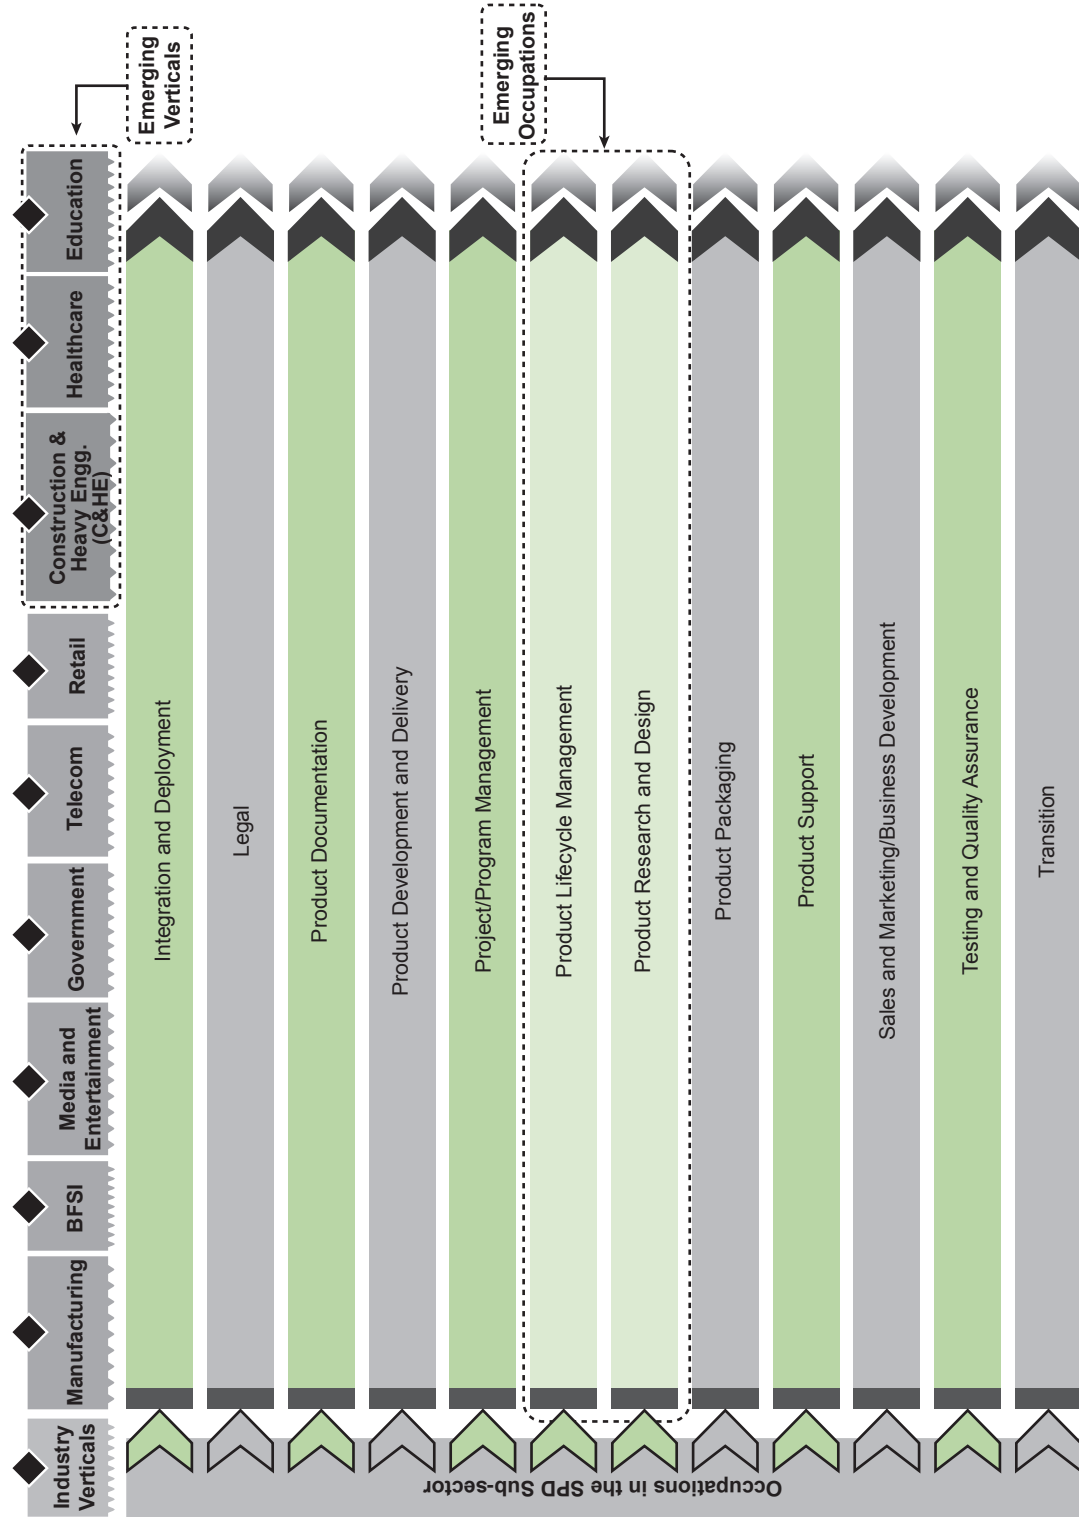 Industry
Verticals
Manufacturing
BFSI
Media and
Entertainment
Government
Telecom
Retail
Construction &
Heavy Engg.
(C&HE)
Healthcare
Education
Emerging
Verticals
Occupations in the SPD Sub-sector
Integration and Deployment
Legal
Product Documentation
Product Development and Delivery
Project/Program Management
Product Lifecycle Management
Product Research and Design
Emerging
Occupations
Product Packaging
Product Support
Sales and Marketing/Business Development
Testing and Quality Assurance
Transition